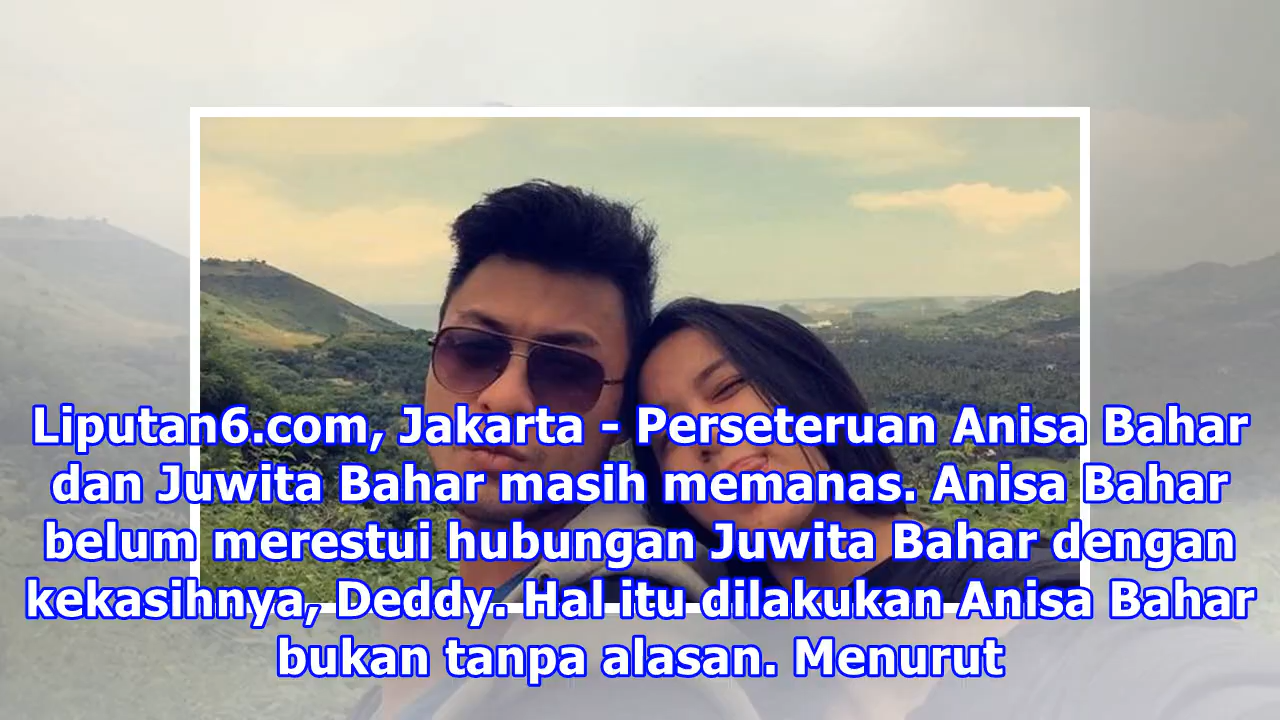 Liputan6.com, Jakarta - Perseteruan Anisa Bahar
dan Juwita Bahar masih memanas. Anisa Bahar
belum merestui hubungan Juwita Bahar dengan
kekasihnya, Deddy. Hal itu dilakukan Anisa Bahar
bukan tanpa alasan. Menurut